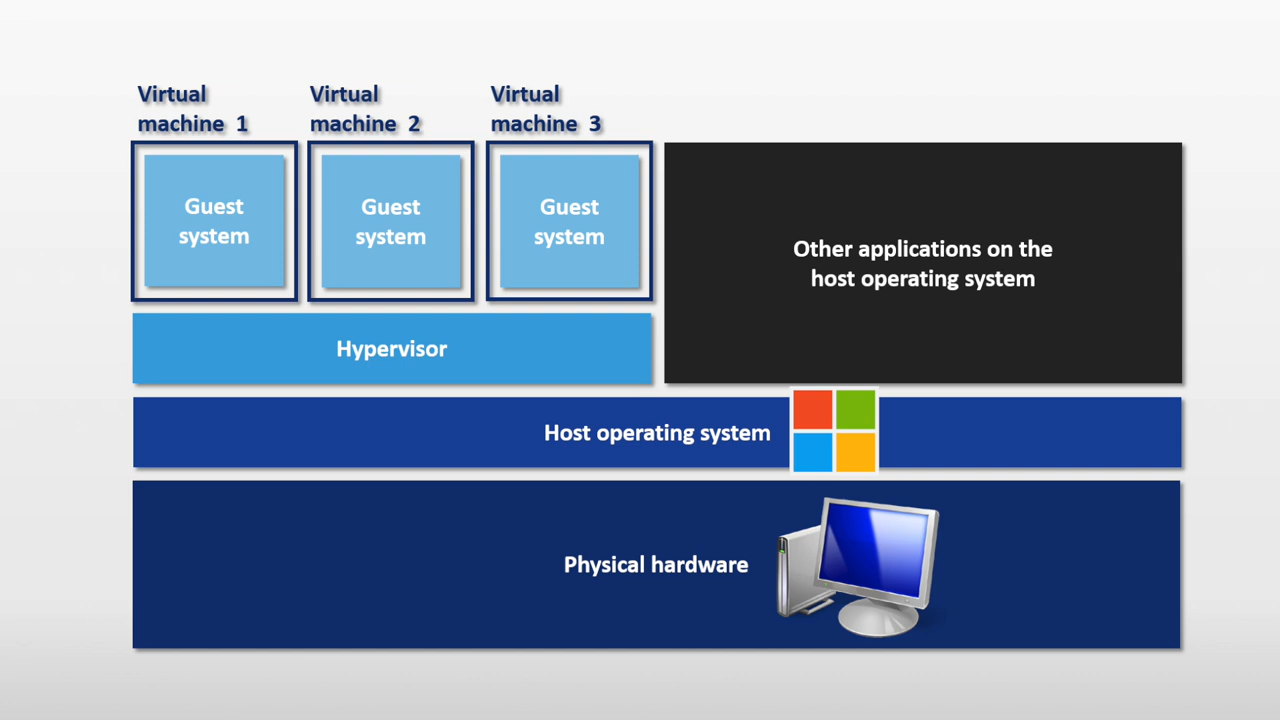 Virtual
machine 1
Virtual
machine 2
Virtual
machine 3
Guest
system
Guest
system
Guest
system
Other applications on the
host operating system
Hypervisor
Host operating system
Physical hardware